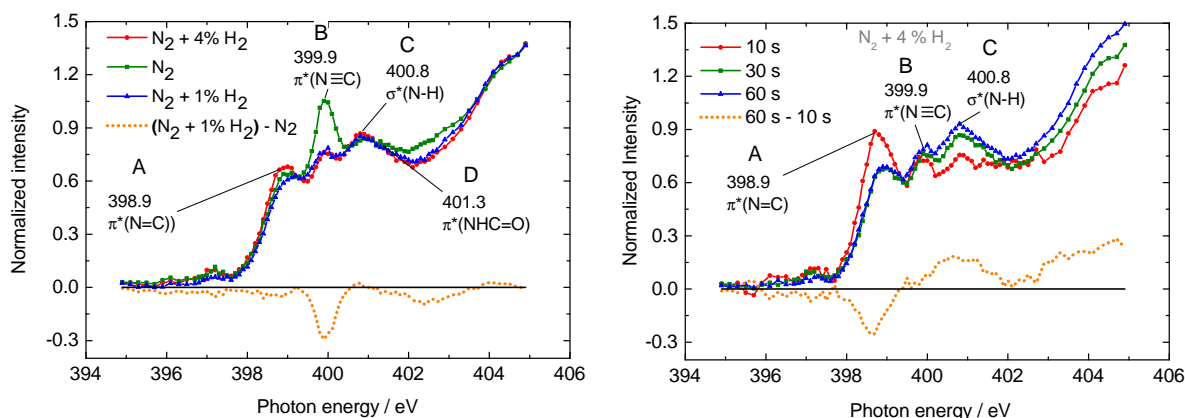 1.5
1.2
0.9
0.6
0.3
0.0
-0.3
394 396 398 400 402 404 406
Normalized intensity
Photon energy / eV
N₂ + 4% H₂
N₂
N₂ + 1% H₂
(N₂ + 1% H₂) - N₂
B
399.9
π*(N≡C)
C
400.8
σ*(N-H)
A
398.9
π*(N=C))
D
401.3
π*(NHC=O)
1.5
1.2
0.9
0.6
0.3
0.0
-0.3
394 396 398 400 402 404 406
Normalized Intensity
Photon energy / eV
N₂ + 4 % H₂
10 s
30 s
60 s
60 s - 10 s
B
399.9
π*(N≡C)
C
400.8
σ*(N-H)
A
398.9
π*(N=C)